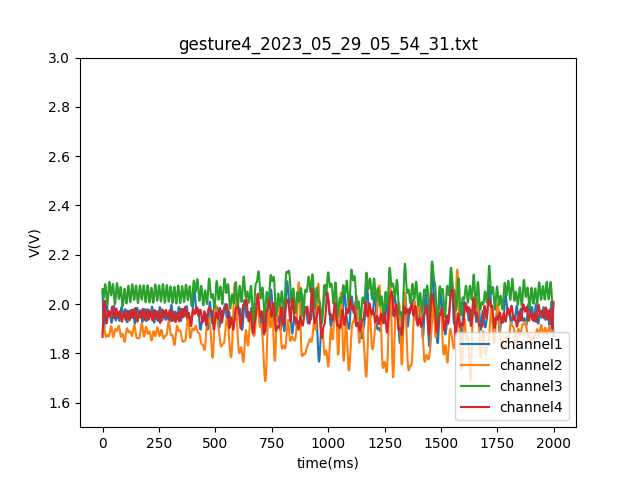 gesture4_2023_05_29_05_54_31.txt
3.0
2.8
2.6
2.4
2.2
2.0
1.8
1.6
V(V)
0 250 500 750 1000 1250 1500 1750 2000
time(ms)
channel1
channel2
channel3
channel4